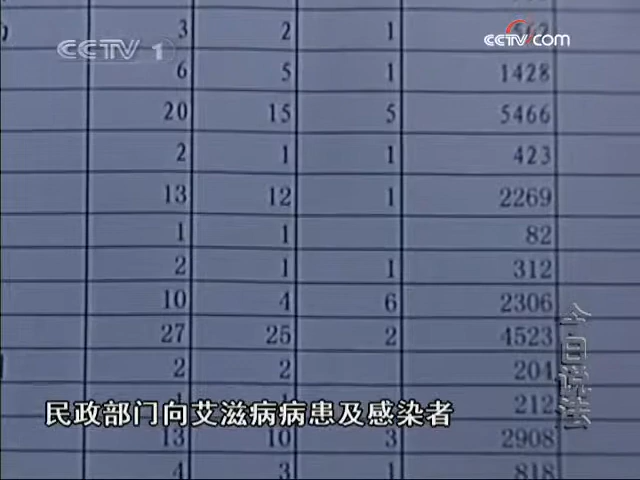 3 2 1 562
CCTV 1
CCTV.com
6 5 1 1428
20 15 5 5466
2 1 1 423
13 12 1 2269
1 1 82
2 1 1 312
10 4 6 2306
27 25 2 4523
2 2 204
212
民政部门向艾滋病病患及感染者
13 10 3 2908
4 3 1 818
今日说法